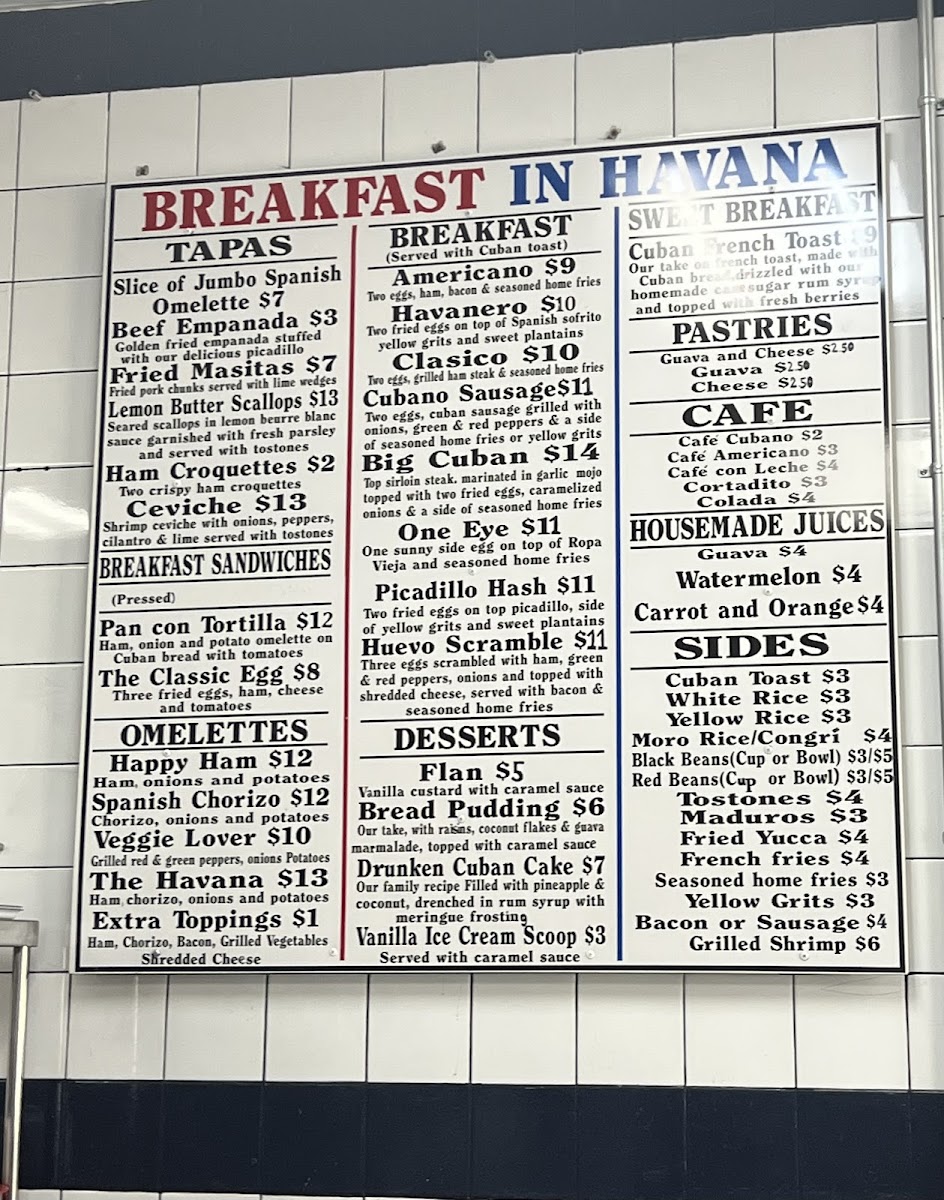 BREAKFAST IN HAVANA
TAPAS
Slice of Jumbo Spanish
Omelette $7
Beef Empanada $3
Golden fried empanada stuffed
with our delicious picadillo
Fried Masitas $7
Fried pork chunks served with lime wedges
Lemon Butter Scallops $13
Seared scallops in lemon beurre blanc
sauce garnished with fresh parsley
and served with tostones
Ham Croquettes $2
Two crispy ham croquettes
Ceviche $13
Shrimp ceviche with onions, peppers,
cilantro & lime served with tostones
BREAKFAST SANDWICHES
(Pressed)
Pan con Tortilla $12
Ham, onion and potato omelette on
Cuban bread with tomatoes
The Classic Egg $8
Three fried eggs, ham, cheese
and tomatoes
OMELETTES
Happy Ham $12
Ham, onions and potatoes
Spanish Chorizo $12
Chorizo, onions and potatoes
Veggie Lover $10
Grilled red & green peppers, onions Potatoes
The Havana $13
Ham, chorizo, onions and potatoes
Extra Toppings $1
Ham, Chorizo, Bacon, Grilled Vegetables
Shredded Cheese
BREAKFAST
(Served with Cuban toast)
Americano $9
Two eggs, ham, bacon & seasoned home fries
Havanero $10
Two fried eggs on top of Spanish sofrito
yellow grits and sweet plantains
Clasico $10
Two eggs, grilled ham steak & seasoned home fries
Cubano Sausage $11
Two eggs, cuban sausage grilled with
onions, green & red peppers & a side
of seasoned home fries or yellow grits
Big Cuban $14
Top sirloin steak. marinated in garlic mojo
topped with two fried eggs, caramelized
onions & a side of seasoned home fries
One Eye $11
One sunny side egg on top of Ropa
Vieja and seasoned home fries
Picadillo Hash $11
Two fried eggs on top picadillo, side
of yellow grits and sweet plantains
Huevo Scramble $11
Three eggs scrambled with ham, green
& red peppers, onions and topped with
shredded cheese, served with bacon &
seasoned home fries
DESSERTS
Flan $5
Vanilla custard with caramel sauce
Bread Pudding $6
Our take, with raisins, coconut flakes & guava
marmalade, topped with caramel sauce
Drunken Cuban Cake $7
Our family recipe Filled with pineapple &
coconut, drenched in rum syrup with
meringue frosting
Vanilla Ice Cream Scoop $3
Served with caramel sauce
SWEET BREAKFAST
Cuban French Toast $9
Our take on french toast, made with
Cuban bread, drizzled with our
homemade cane sugar rum syrup
and topped with fresh berries
PASTRIES
Guava and Cheese $2.50
Guava $2.50
Cheese $2.50
CAFE
Café Cubano $2
Café Americano $3
Café con Leche $4
Cortadito $3
Colada $4
HOUSEMADE JUICES
Guava $4
Watermelon $4
Carrot and Orange $4
SIDES
Cuban Toast $3
White Rice $3
Yellow Rice $3
Moro Rice/Congrí $4
Black Beans(Cup or Bowl) $3/$5
Red Beans(Cup or Bowl) $3/$5
Tostones $4
Maduros $3
Fried Yucca $4
French fries $4
Seasoned home fries $3
Yellow Grits $3
Bacon or Sausage $4
Grilled Shrimp $6